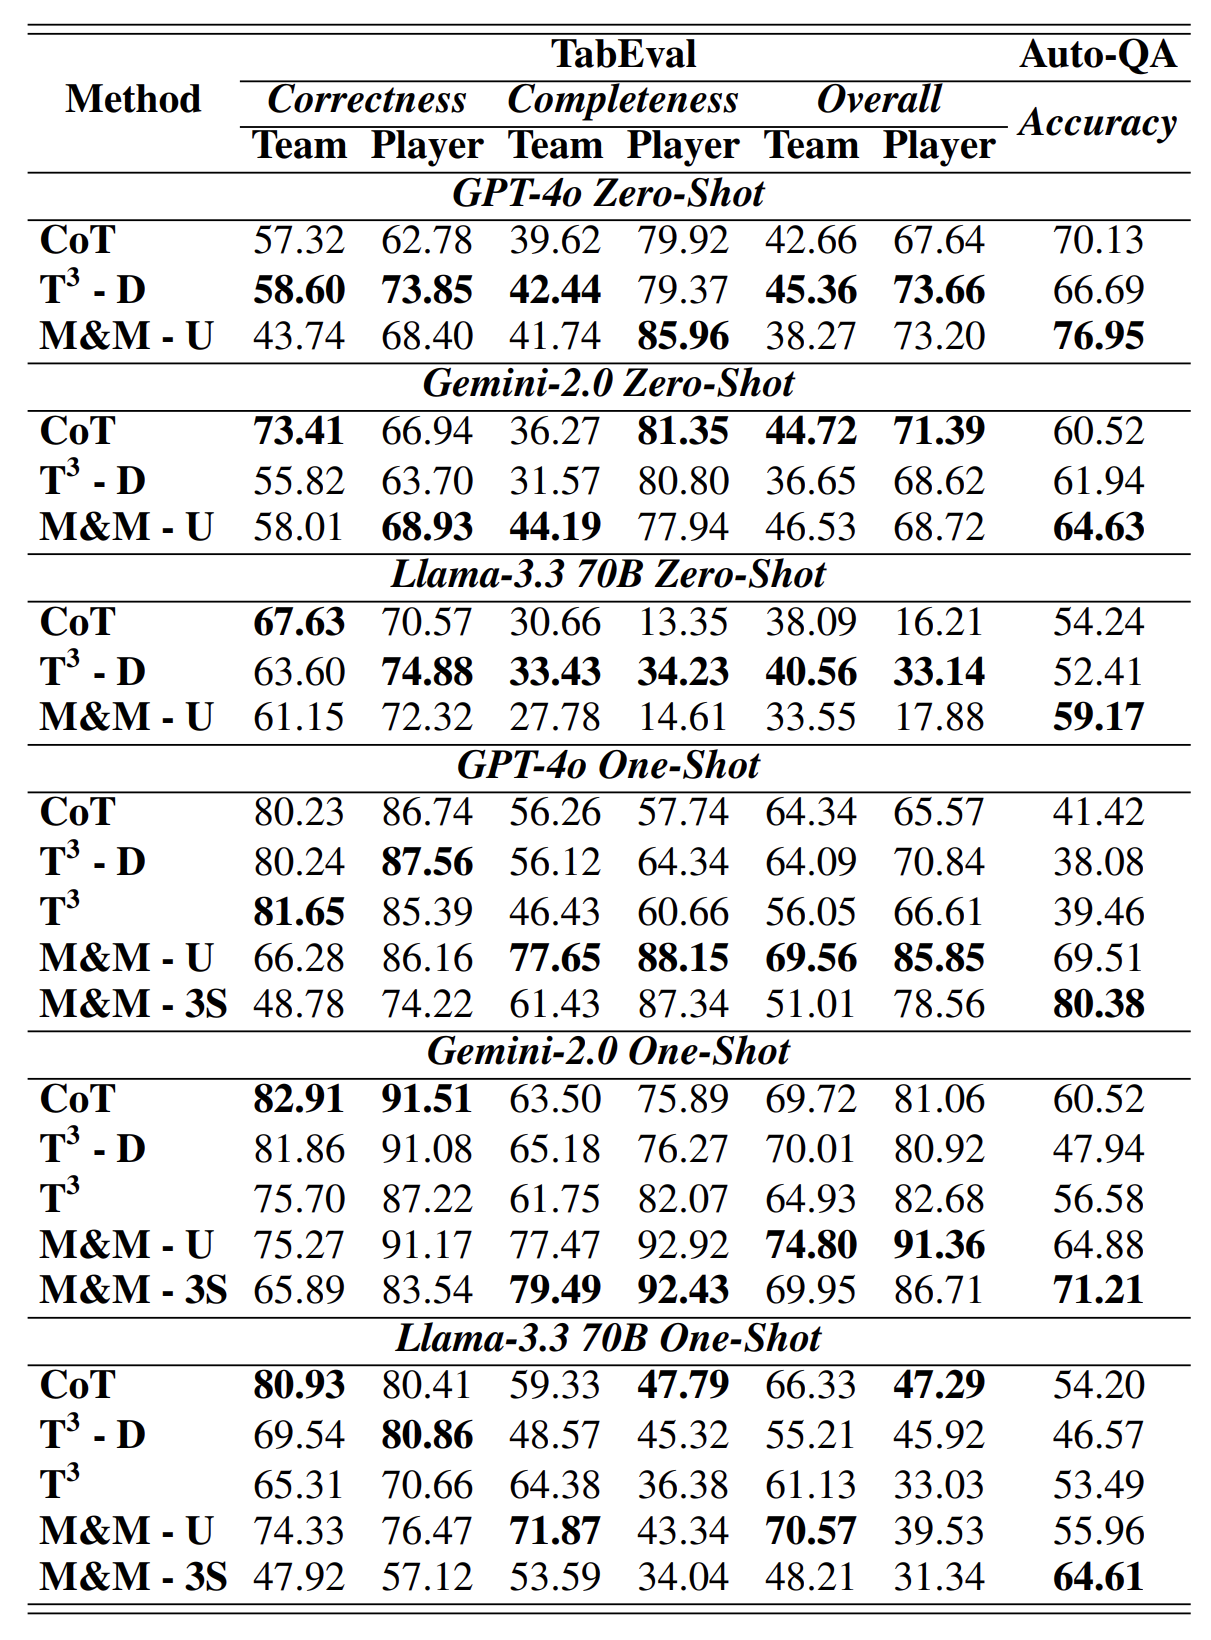 Method TabEval Auto-QA
Correctness Completeness Overall Accuracy
Team Player Team Player Team Player
GPT-4o Zero-Shot
CoT 57.32 62.78 39.62 79.92 42.66 67.64 70.13
T³ - D 58.60 73.85 42.44 79.37 45.36 73.66 66.69
M&M - U 43.74 68.40 41.74 85.96 38.27 73.20 76.95
Gemini-2.0 Zero-Shot
CoT 73.41 66.94 36.27 81.35 44.72 71.39 60.52
T³ - D 55.82 63.70 31.57 80.80 36.65 68.62 61.94
M&M - U 58.01 68.93 44.19 77.94 46.53 68.72 64.63
Llama-3.3 70B Zero-Shot
CoT 67.63 70.57 30.66 13.35 38.09 16.21 54.24
T³ - D 63.60 74.88 33.43 34.23 40.56 33.14 52.41
M&M - U 61.15 72.32 27.78 14.61 33.55 17.88 59.17
GPT-4o One-Shot
CoT 80.23 86.74 56.26 57.74 64.34 65.57 41.42
T³ - D 80.24 87.56 56.12 64.34 64.09 70.84 38.08
T³ 81.65 85.39 46.43 60.66 56.05 66.61 39.46
M&M - U 66.28 86.16 77.65 88.15 69.56 85.85 69.51
M&M - 3S 48.78 74.22 61.43 87.34 51.01 78.56 80.38
Gemini-2.0 One-Shot
CoT 82.91 91.51 63.50 75.89 69.72 81.06 60.52
T³ - D 81.86 91.08 65.18 76.27 70.01 80.92 47.94
T³ 75.70 87.22 61.75 82.07 64.93 82.68 56.58
M&M - U 75.27 91.17 77.47 92.92 74.80 91.36 64.88
M&M - 3S 65.89 83.54 79.49 92.43 69.95 86.71 71.21
Llama-3.3 70B One-Shot
CoT 80.93 80.41 59.33 47.79 66.33 47.29 54.20
T³ - D 69.54 80.86 48.57 45.32 55.21 45.92 46.57
T³ 65.31 70.66 64.38 36.38 61.13 33.03 53.49
M&M - U 74.33 76.47 71.87 43.34 70.57 39.53 55.96
M&M - 3S 47.92 57.12 53.59 34.04 48.21 31.34 64.61